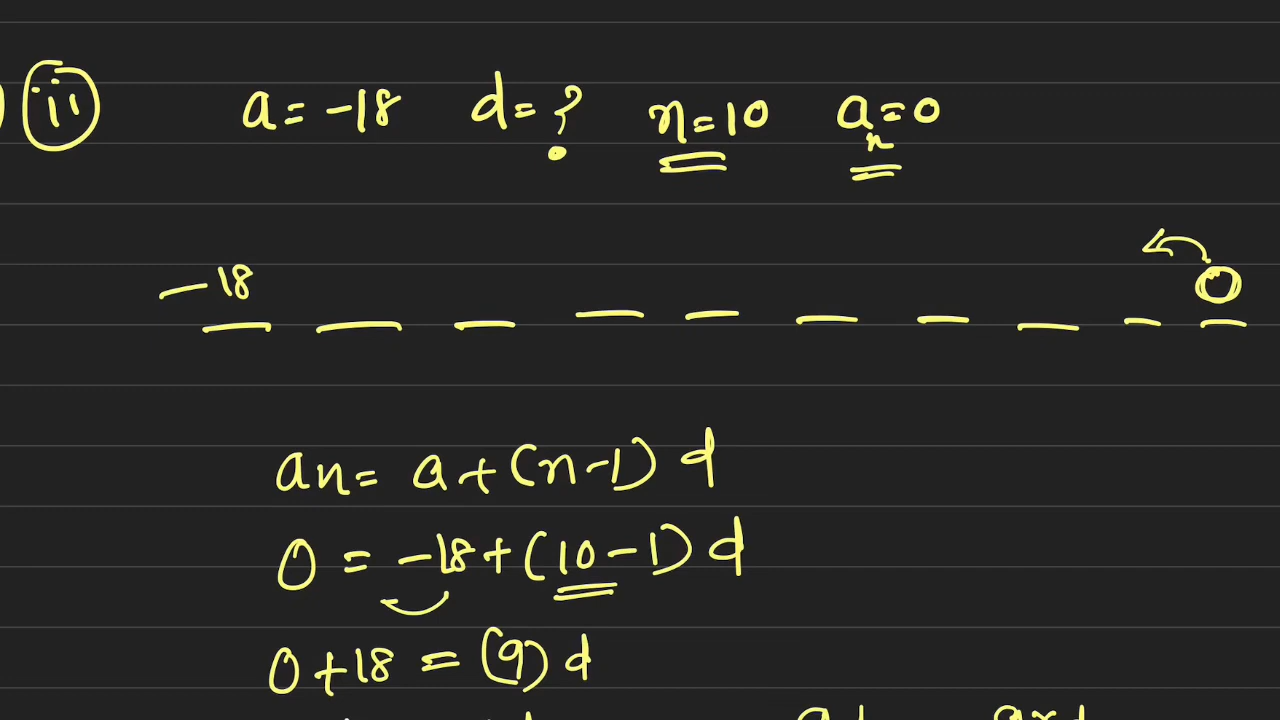 (ii) a = -18 d = ? n = 10 aₙ = 0
-18 0
an = a + (n-1) d
0 = -18 + (10-1) d
0 + 18 = (9) d